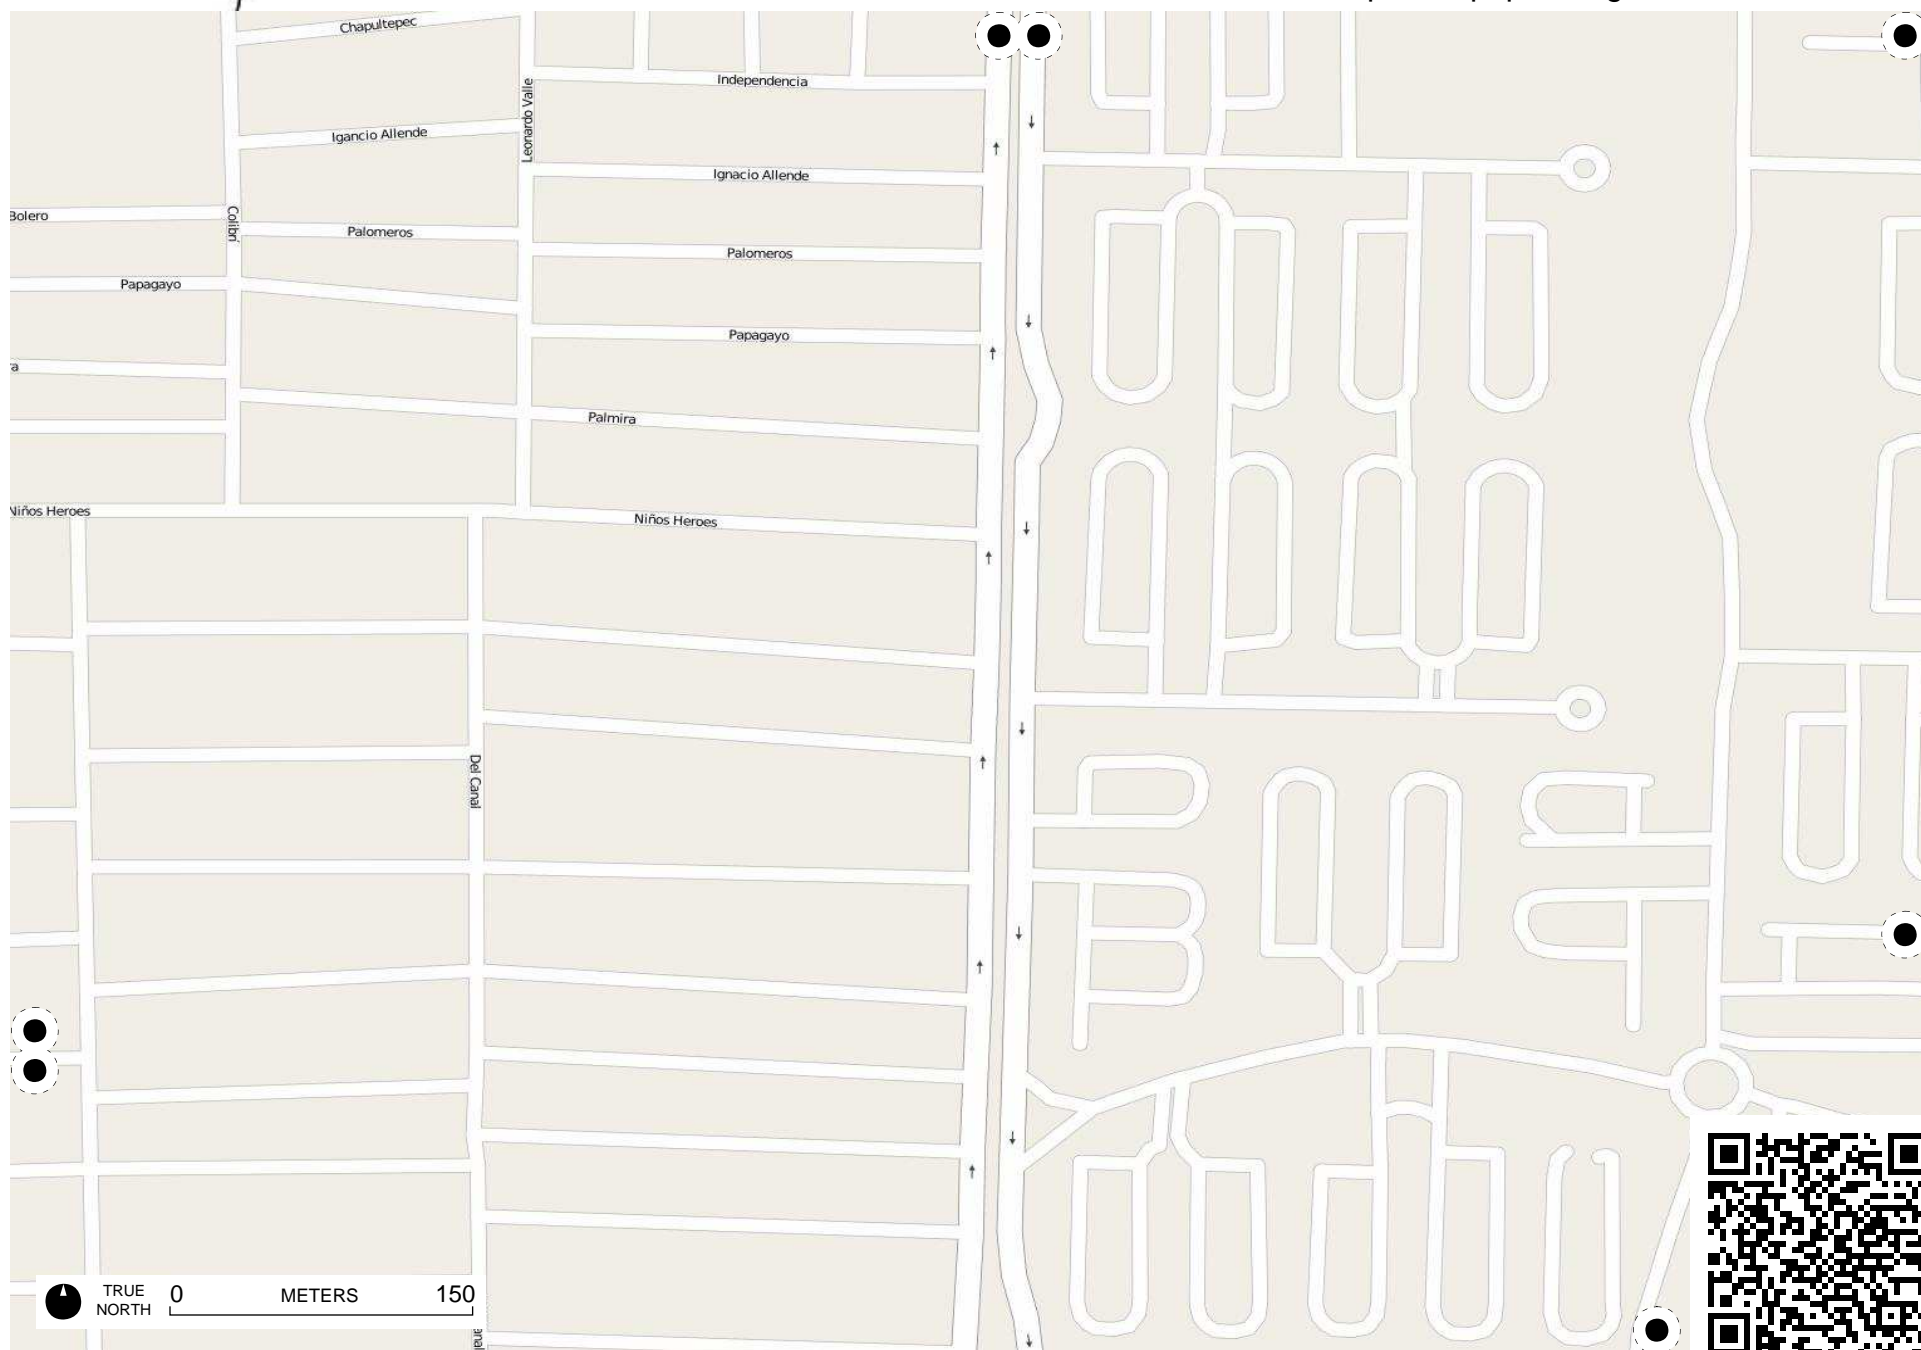 Chapultepec
Independencia
Leonardo Valle
Igancio Allende
Ignacio Allende
Bolero
Colibrí
Palomeros
Palomeros
Papagayo
Papagayo
Palmira
Niños Heroes
Niños Heroes
Del Canal
TRUE
NORTH
0 METERS 150